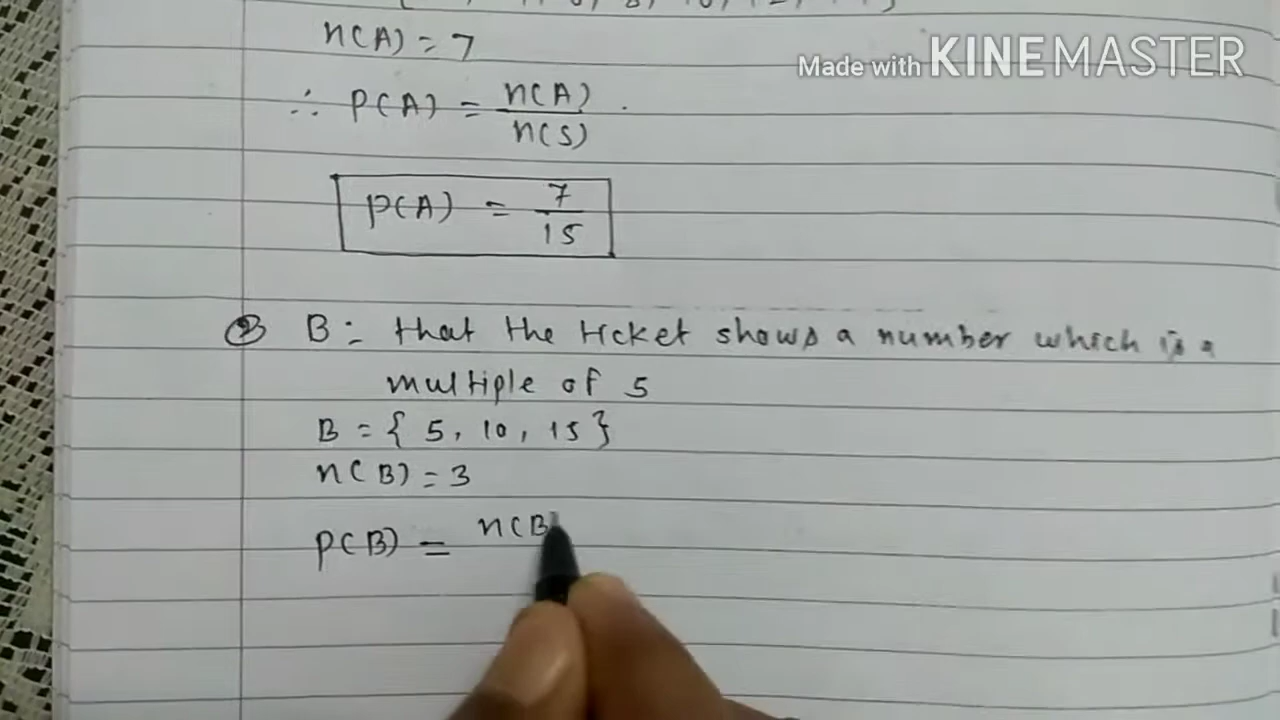 n(A) = 7
Made with KINEMASTER
∴ P(A) = n(A) / n(S) .
P(A) = 7 / 15
② B : that the ticket shows a number which is a
multiple of 5
B = { 5, 10, 15 }
n(B) = 3
P(B) = n(B